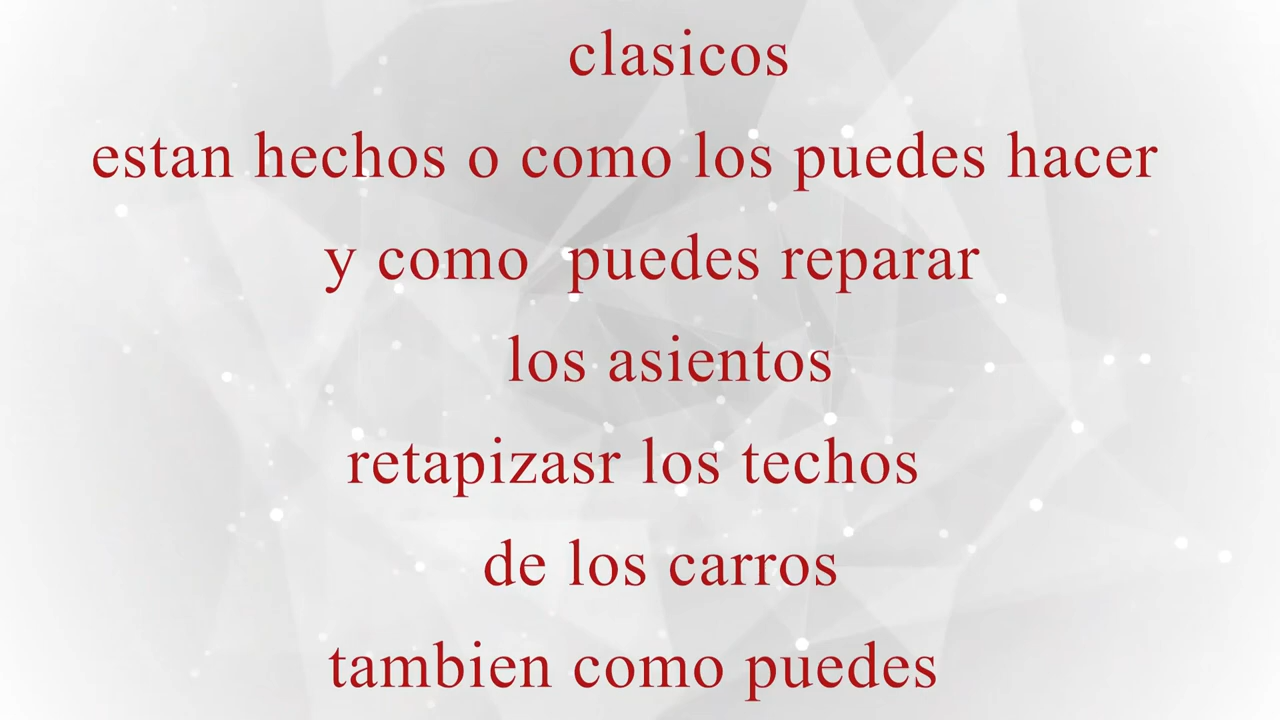 clasicos
estan hechos o como los puedes hacer
y como puedes reparar
los asientos
retapizasr los techos
de los carros
tambien como puedes